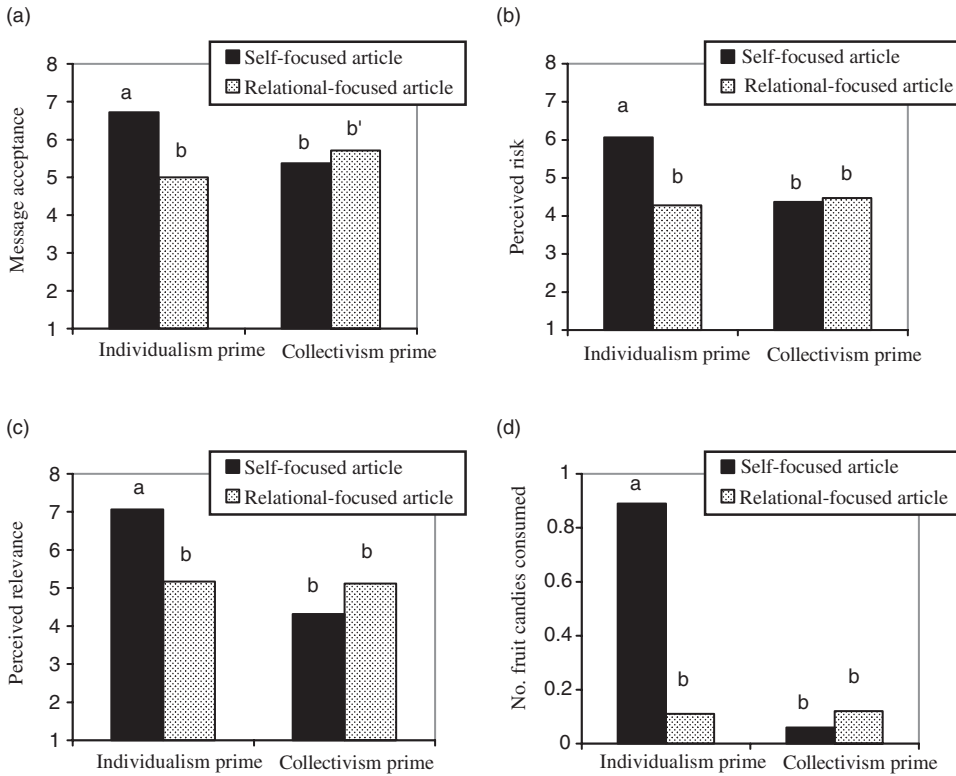 (a)
Self-focused article
Relational-focused article
Message acceptance
8
7
6
5
4
3
2
1
a
b
b
b'
Individualism prime
Collectivism prime
(b)
Self-focused article
Relational-focused article
Perceived risk
8
7
6
5
4
3
2
1
a
b
b
b
Individualism prime
Collectivism prime
(c)
Self-focused article
Relational-focused article
Perceived relevance
8
7
6
5
4
3
2
1
a
b
b
b
Individualism prime
Collectivism prime
(d)
Self-focused article
Relational-focused article
No. fruit candies consumed
1
0.8
0.6
0.4
0.2
0
a
b
b
b
Individualism prime
Collectivism prime